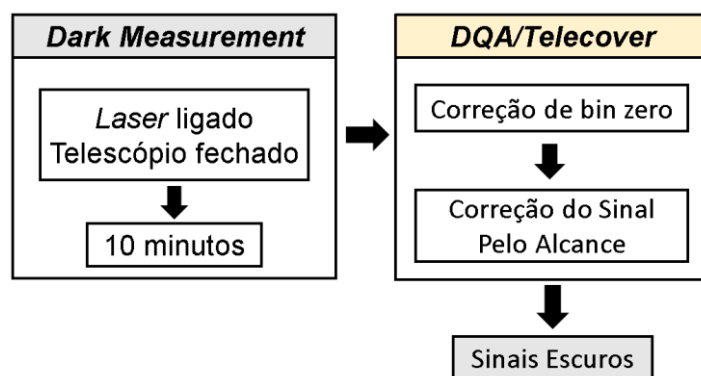 Dark Measurement
Laser ligado
Telescópio fechado
10 minutos
DQA/Telecover
Correção de bin zero
Correção do Sinal
Pelo Alcance
Sinais Escuros